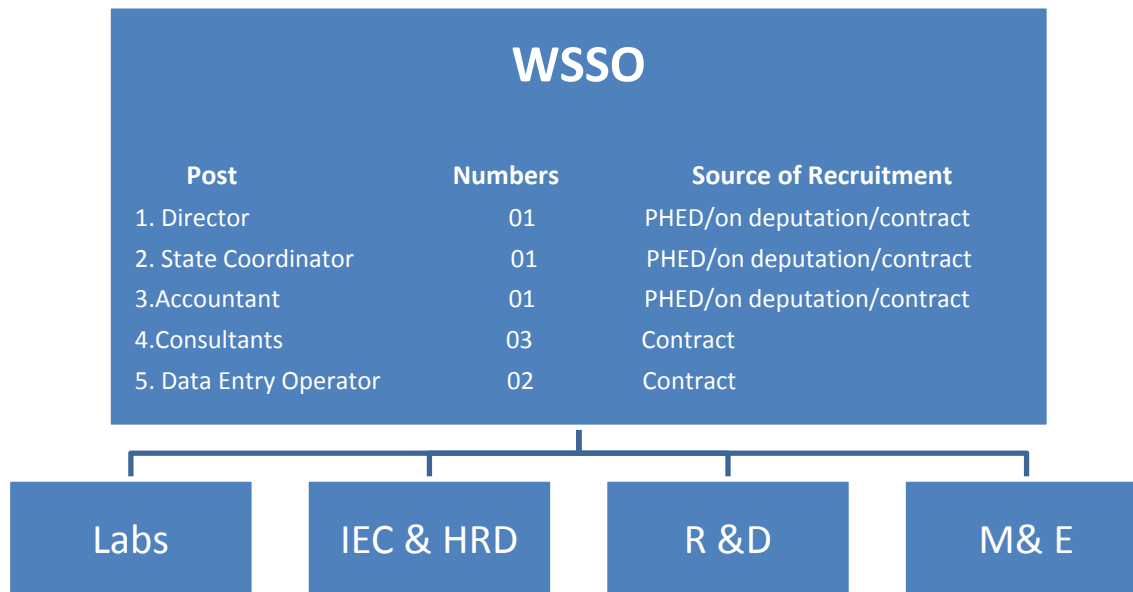 WSSO
Post Numbers Source of Recruitment
1. Director 01 PHED/on deputation/contract
2. State Coordinator 01 PHED/on deputation/contract
3.Accountant 01 PHED/on deputation/contract
4.Consultants 03 Contract
5. Data Entry Operator 02 Contract
Labs
IEC & HRD
R &D
M& E